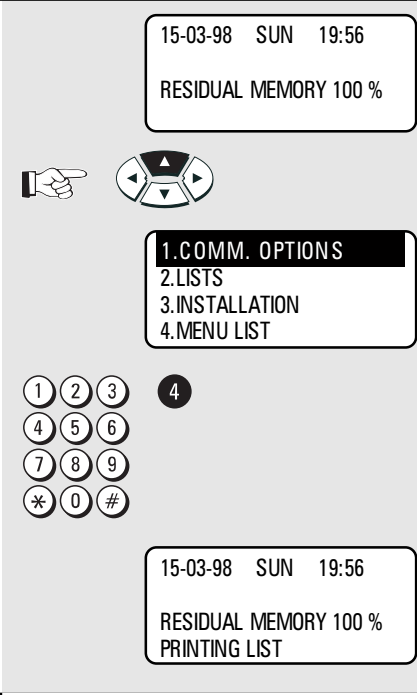 15-03-98 SUN 19:56
RESIDUAL MEMORY 100 %
1.COMM. OPTIONS
2.LISTS
3.INSTALLATION
4.MENU LIST
1 2 3 4
4 5 6
7 8 9
* 0 #
15-03-98 SUN 19:56
RESIDUAL MEMORY 100 %
PRINTING LIST